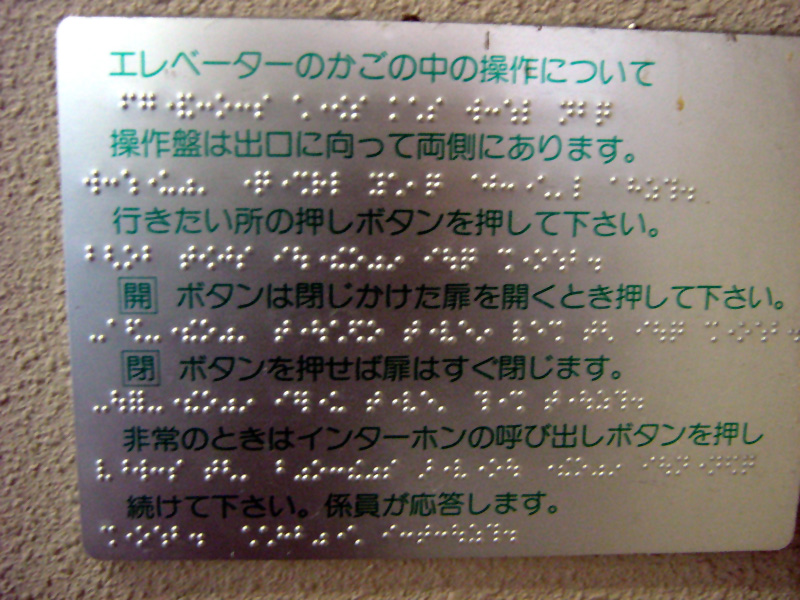 エレベーターのかごの中の操作について
操作盤は出口に向って両側にあります。
行きたい所の押しボタンを押して下さい。
開 ボタンは閉じかけた扉を開くとき押して下さい。
閉 ボタンを押せば扉はすぐ閉じます。
非常のときはインターホンの呼び出しボタンを押し
続けて下さい。係員が応答します。